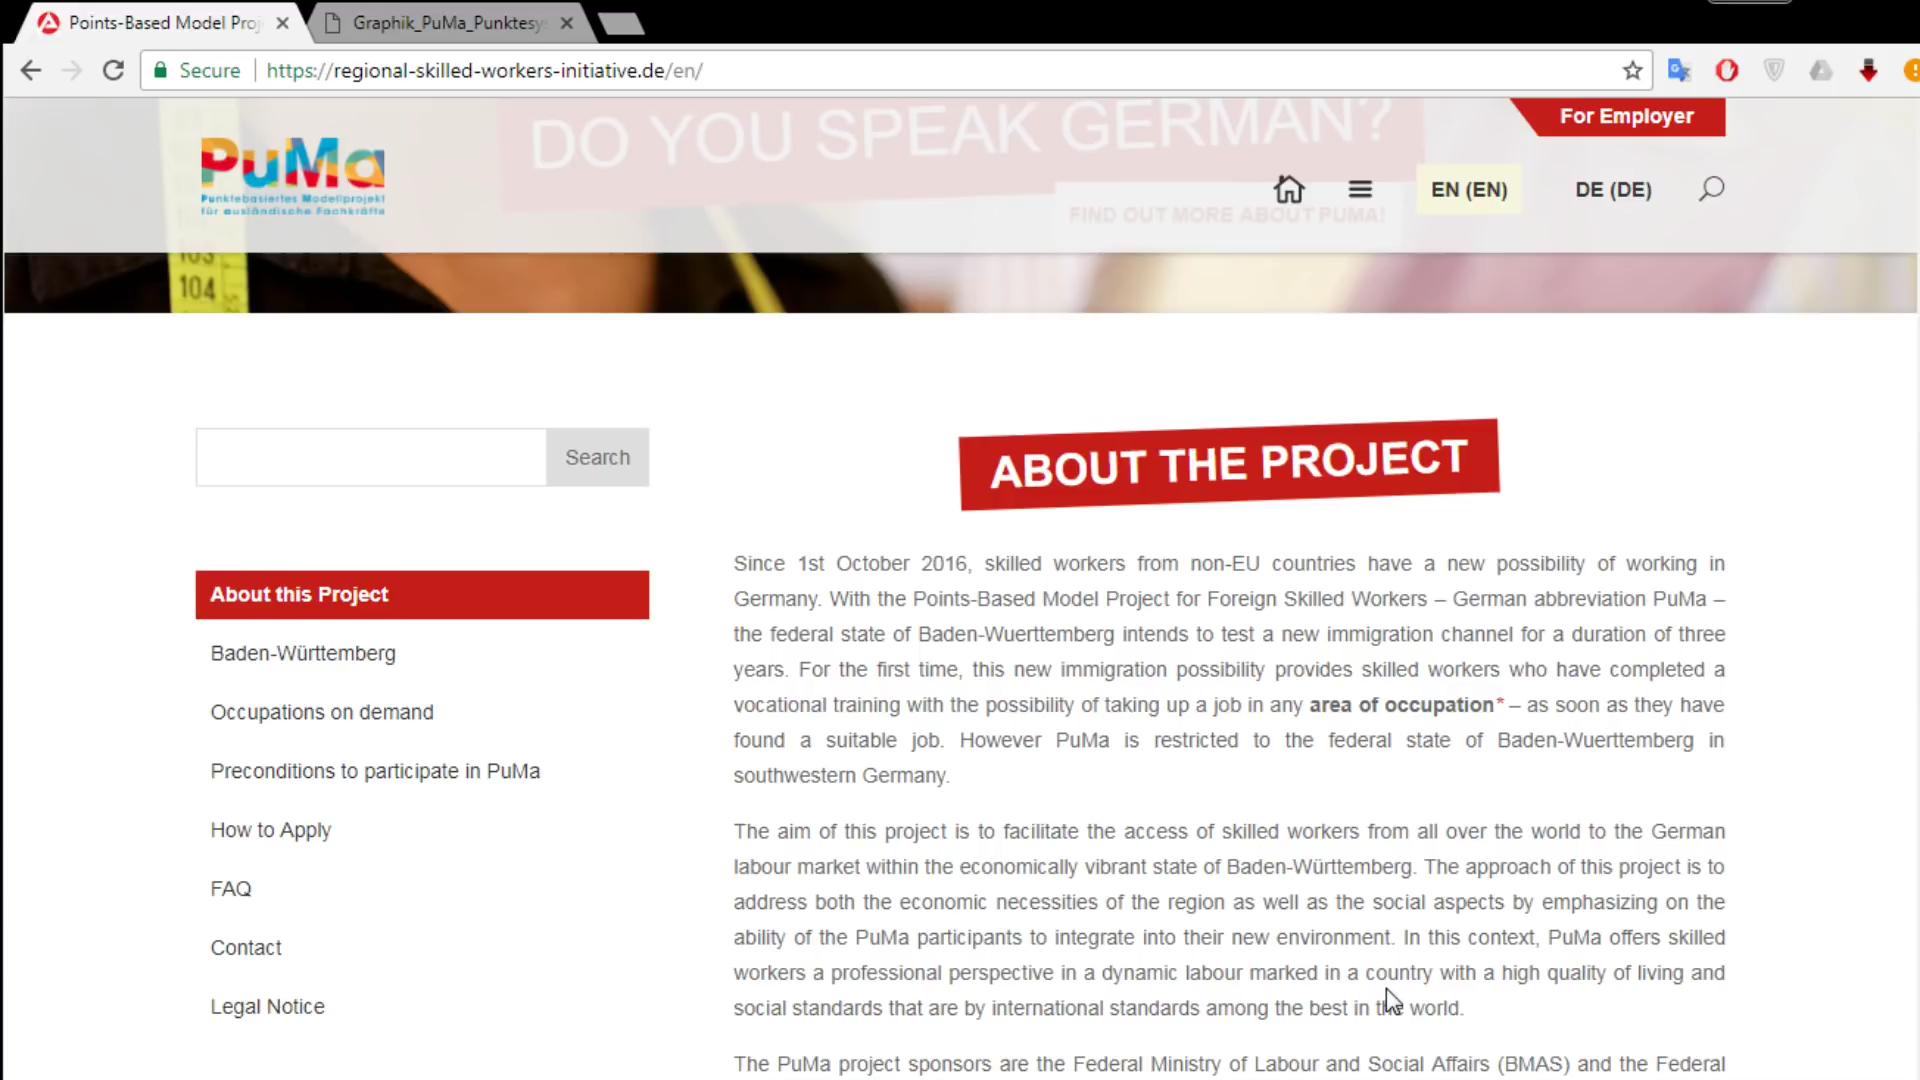 Points-Based Model Proj
Graphik_PuMa_Punktesy
Secure
https://regional-skilled-workers-initiative.de/en/
DO YOU SPEAK GERMAN?
For Employer
PuMa
Punktebasiertes Modellprojekt
für ausländische Fachkräfte
EN (EN)
DE (DE)
FIND OUT MORE ABOUT PUMA!
103
104
Search
ABOUT THE PROJECT
About this Project
Baden-Württemberg
Occupations on demand
Preconditions to participate in PuMa
How to Apply
FAQ
Contact
Legal Notice
Since 1st October 2016, skilled workers from non-EU countries have a new possibility of working in
Germany. With the Points-Based Model Project for Foreign Skilled Workers – German abbreviation PuMa –
the federal state of Baden-Wuerttemberg intends to test a new immigration channel for a duration of three
years. For the first time, this new immigration possibility provides skilled workers who have completed a
vocational training with the possibility of taking up a job in any area of occupation* – as soon as they have
found a suitable job. However PuMa is restricted to the federal state of Baden-Wuerttemberg in
southwestern Germany.
The aim of this project is to facilitate the access of skilled workers from all over the world to the German
labour market within the economically vibrant state of Baden-Württemberg. The approach of this project is to
address both the economic necessities of the region as well as the social aspects by emphasizing on the
ability of the PuMa participants to integrate into their new environment. In this context, PuMa offers skilled
workers a professional perspective in a dynamic labour marked in a country with a high quality of living and
social standards that are by international standards among the best in the world.
The PuMa project sponsors are the Federal Ministry of Labour and Social Affairs (BMAS) and the Federal